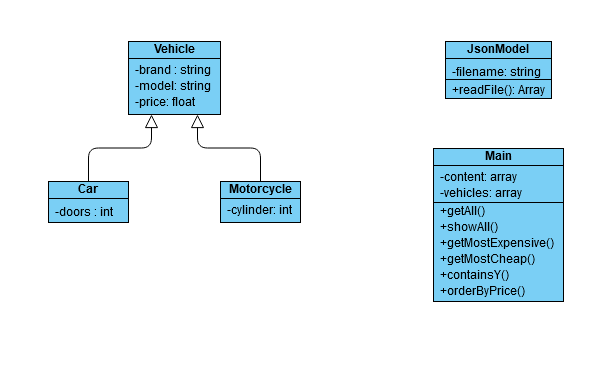 Vehicle
-brand : string
-model: string
-price: float
Car
-doors : int
Motorcycle
-cylinder: int
JsonModel
-filename: string
+readFile(): Array
Main
-content: array
-vehicles: array
+getAll()
+showAll()
+getMostExpensive()
+getMostCheap()
+containsY()
+orderByPrice()